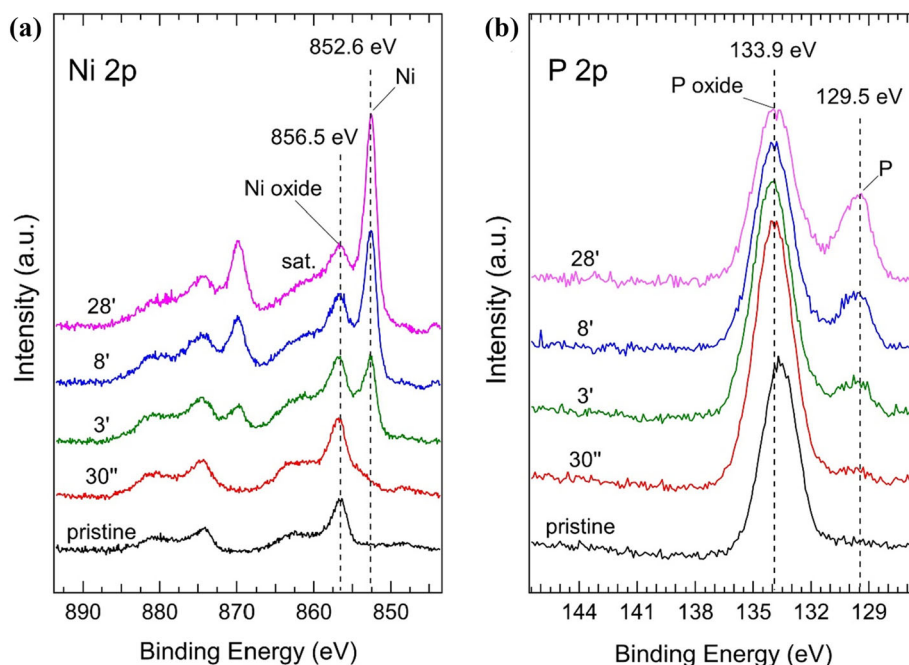 (a)
Ni 2p
852.6 eV
Ni
856.5 eV
Ni oxide
sat.
28'
8'
3'
30"
pristine
Intensity (a.u.)
890 880 870 860 850
Binding Energy (eV)
(b)
P 2p
133.9 eV
P oxide
129.5 eV
P
28'
8'
3'
30"
pristine
Intensity (a.u.)
144 141 138 135 132 129
Binding Energy (eV)